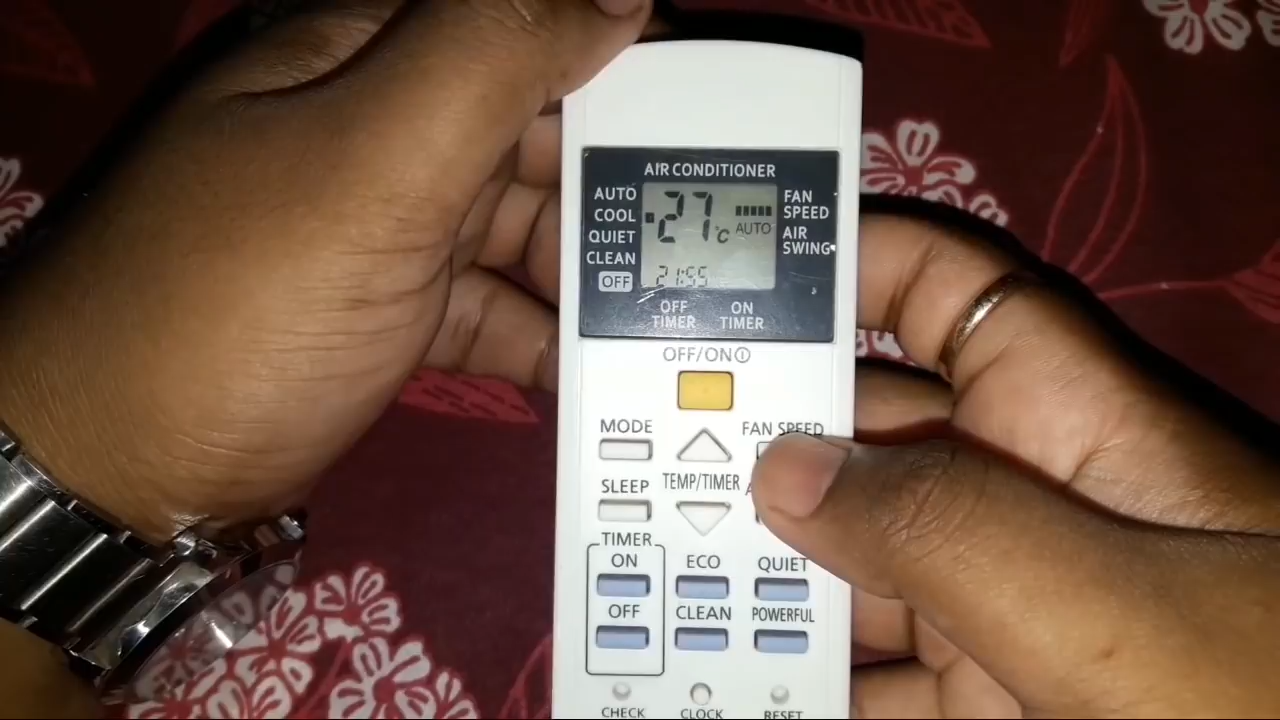 AIR CONDITIONER
AUTO
COOL
QUIET
CLEAN
OFF
27°C
AUTO
21:55
FAN
SPEED
AIR
SWING
OFF
TIMER
ON
TIMER
OFF/ON
MODE
FAN SPEED
SLEEP
TEMP/TIMER
TIMER
ON
ECO
QUIET
OFF
CLEAN
POWERFUL
CHECK
CLOCK
RESET